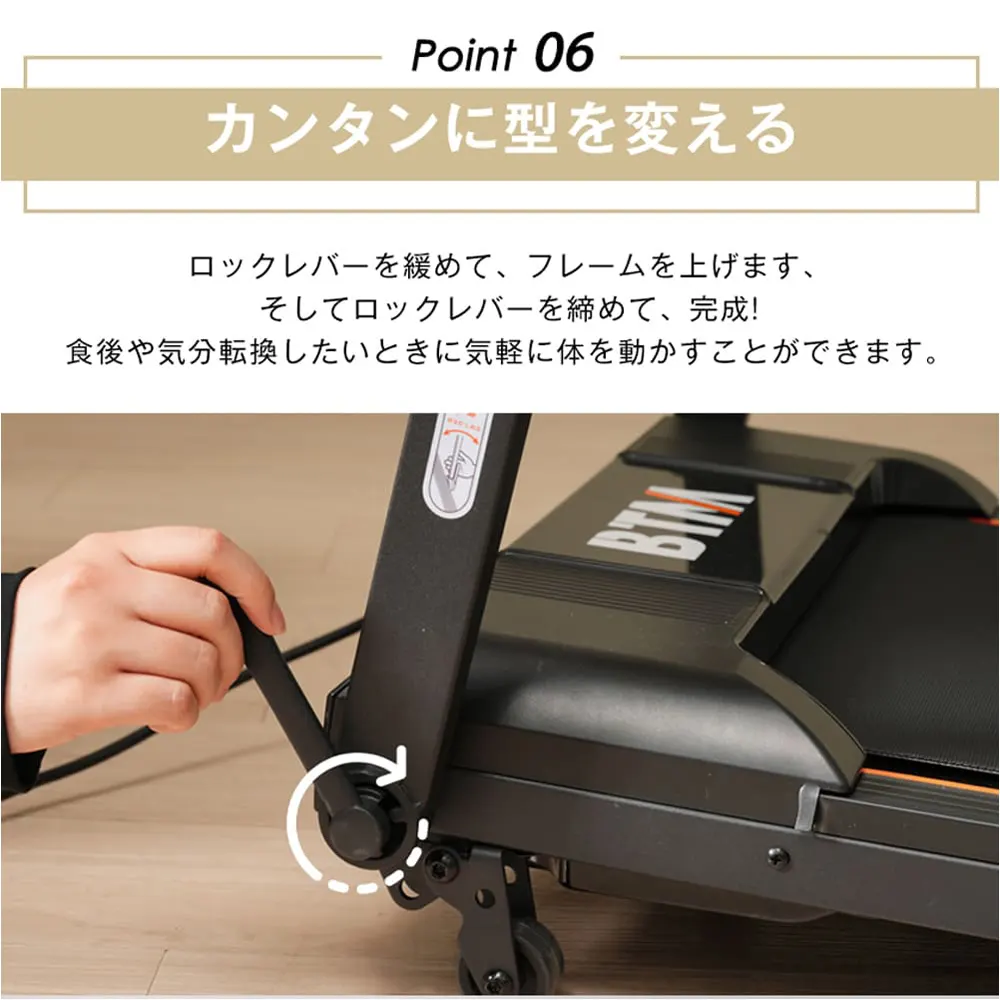 Point 06
カンタンに型を変える
ロックレバーを緩めて、フレームを上げます、
そしてロックレバーを締めて、完成!
食後や気分転換したいときに気軽に体を動かすことができます。
BTM